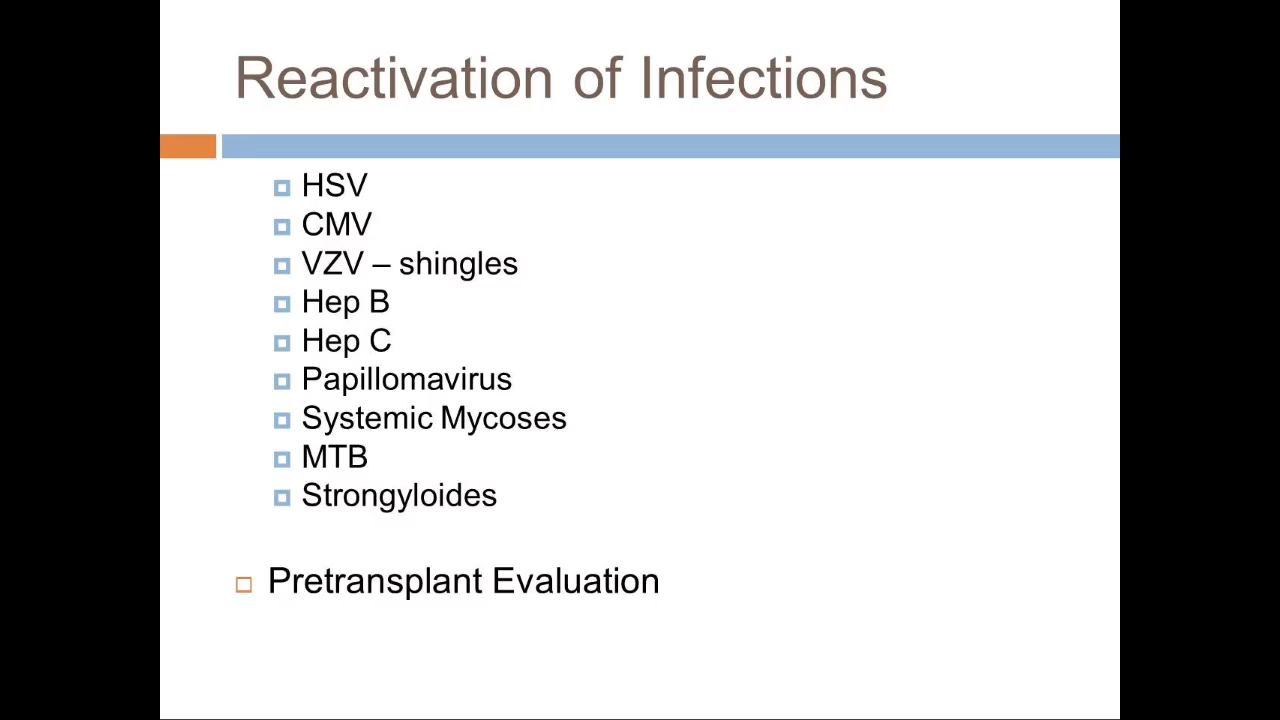 Reactivation of Infections
HSV
CMV
VZV – shingles
Hep B
Hep C
Papillomavirus
Systemic Mycoses
MTB
Strongyloides
Pretransplant Evaluation